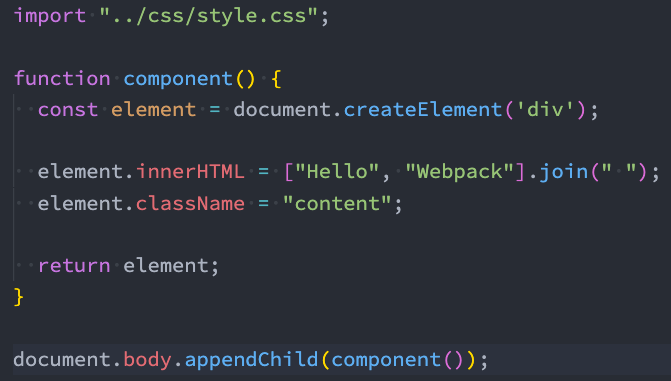 import "../css/style.css";
function component() {
  const element = document.createElement('div');
  element.innerHTML = ["Hello", "Webpack"].join(" ");
  element.className = "content";
  return element;
}
document.body.appendChild(component());